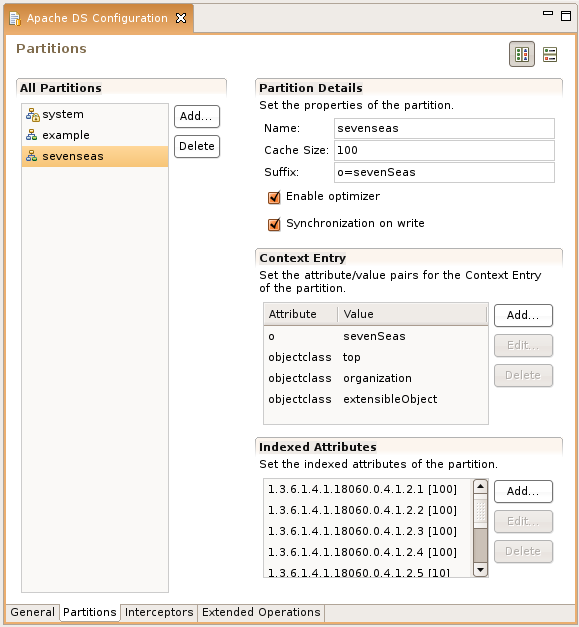 Apache DS Configuration
Partitions
All Partitions
system
example
sevenseas
Add...
Delete
Partition Details
Set the properties of the partition.
Name: sevenseas
Cache Size: 100
Suffix: o=sevenSeas
Enable optimizer
Synchronization on write
Context Entry
Set the attribute/value pairs for the Context Entry
of the partition.
Attribute Value
o sevenSeas
objectclass top
objectclass organization
objectclass extensibleObject
Add...
Edit...
Delete
Indexed Attributes
Set the indexed attributes of the partition.
1.3.6.1.4.1.18060.0.4.1.2.1 [100]
1.3.6.1.4.1.18060.0.4.1.2.2 [100]
1.3.6.1.4.1.18060.0.4.1.2.3 [100]
1.3.6.1.4.1.18060.0.4.1.2.4 [100]
1.3.6.1.4.1.18060.0.4.1.2.5 [10]
Add...
Edit...
Delete
General Partitions Interceptors Extended Operations